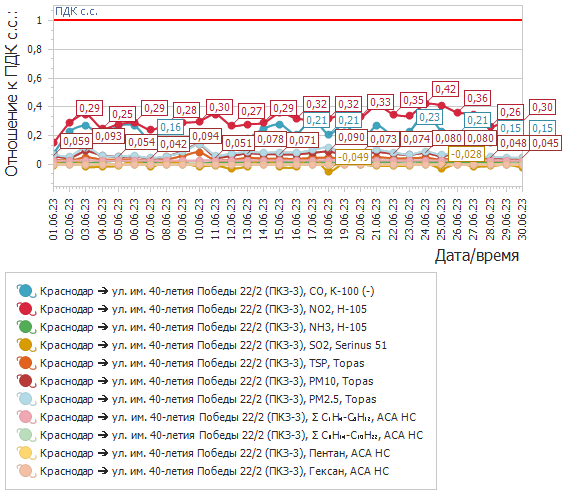 ПДК с.с.
Отношение к ПДК с.с.:
1
0,8
0,6
0,4
0,2
0
0,42
0,29 0,25 0,29 0,28 0,30 0,27 0,29 0,32 0,32 0,33 0,35 0,36 0,26 0,30
0,16 0,21 0,21 0,23 0,21 0,15 0,15
0,059 0,093 0,054 0,042 0,094 0,051 0,078 0,071 0,090 0,073 0,074 0,080 0,080 0,048 0,045
-0,049 -0,028
01.06.23 02.06.23 03.06.23 04.06.23 05.06.23 06.06.23 07.06.23 08.06.23 09.06.23 10.06.23 11.06.23 12.06.23 13.06.23 14.06.23 15.06.23 16.06.23 17.06.23 18.06.23 19.06.23 20.06.23 21.06.23 22.06.23 23.06.23 24.06.23 25.06.23 26.06.23 27.06.23 28.06.23 29.06.23 30.06.23
Дата/время
Краснодар ➔ ул. им. 40-летия Победы 22/2 (ПКЗ-3), CO, К-100 (-)
Краснодар ➔ ул. им. 40-летия Победы 22/2 (ПКЗ-3), NO2, Н-105
Краснодар ➔ ул. им. 40-летия Победы 22/2 (ПКЗ-3), NH3, Н-105
Краснодар ➔ ул. им. 40-летия Победы 22/2 (ПКЗ-3), SO2, Serinus 51
Краснодар ➔ ул. им. 40-летия Победы 22/2 (ПКЗ-3), TSP, Topas
Краснодар ➔ ул. им. 40-летия Победы 22/2 (ПКЗ-3), PM10, Topas
Краснодар ➔ ул. им. 40-летия Победы 22/2 (ПКЗ-3), PM2.5, Topas
Краснодар ➔ ул. им. 40-летия Победы 22/2 (ПКЗ-3), Σ C₁H₄-C₅H₁₂, ACA HC
Краснодар ➔ ул. им. 40-летия Победы 22/2 (ПКЗ-3), Σ C₆H₁₄-C₁₀H₂₂, ACA HC
Краснодар ➔ ул. им. 40-летия Победы 22/2 (ПКЗ-3), Пентан, ACA HC
Краснодар ➔ ул. им. 40-летия Победы 22/2 (ПКЗ-3), Гексан, ACA HC